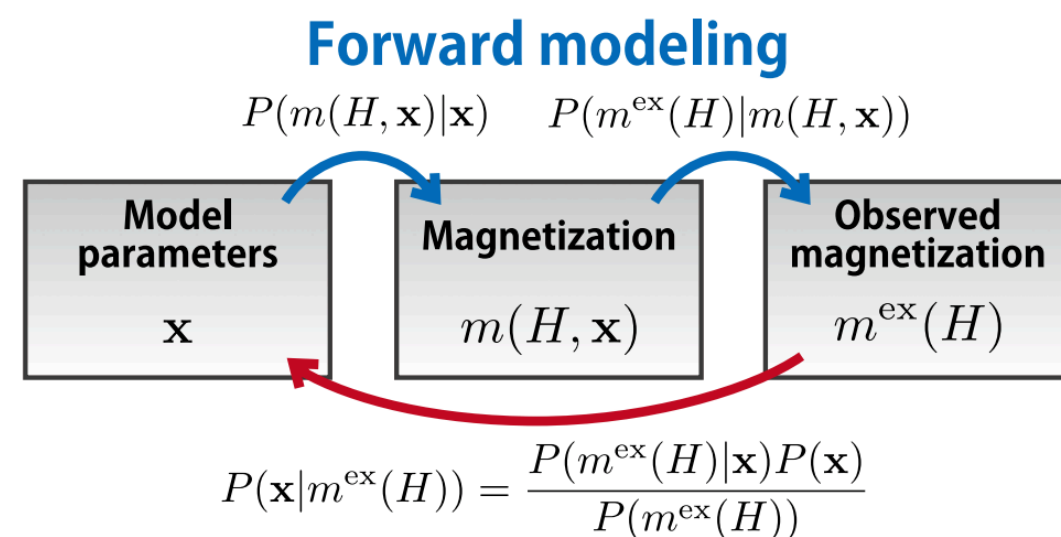 Forward modeling
P(m(H, x)|x) P(m^ex(H)|m(H, x))
Model parameters
x
Magnetization
m(H, x)
Observed magnetization
m^ex(H)
P(x|m^ex(H)) = P(m^ex(H)|x)P(x) / P(m^ex(H))